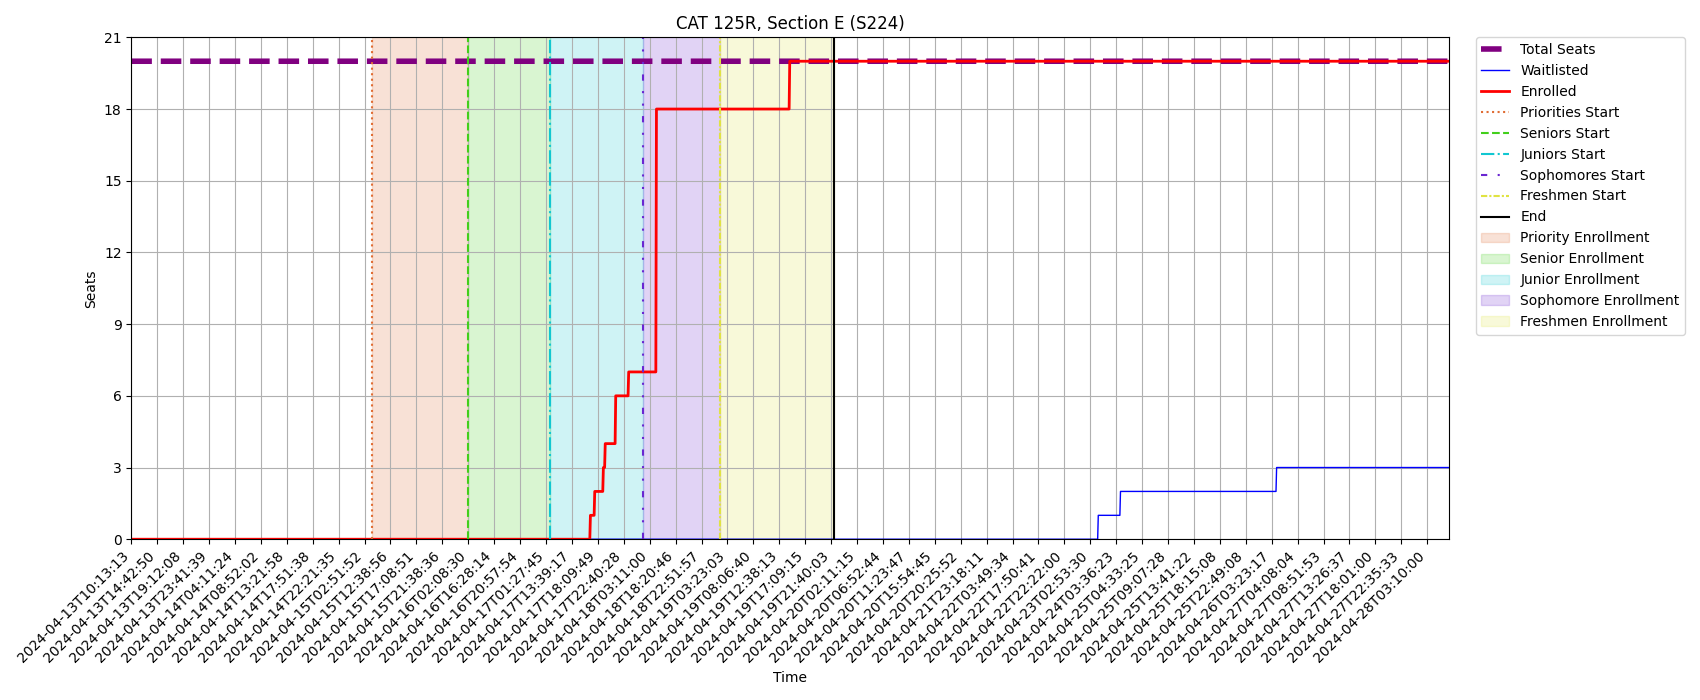 CAT 125R, Section E (S224)
21
18
15
12
9
6
3
0
Seats
2024-04-13T10:13:13
2024-04-13T14:42:50
2024-04-13T19:12:08
2024-04-13T23:41:39
2024-04-14T04:11:24
2024-04-14T08:52:02
2024-04-14T13:21:58
2024-04-14T17:51:38
2024-04-14T22:21:35
2024-04-15T02:51:52
2024-04-15T12:38:56
2024-04-15T17:08:51
2024-04-15T21:38:36
2024-04-16T02:08:30
2024-04-16T16:28:14
2024-04-16T20:57:54
2024-04-17T01:27:45
2024-04-17T13:39:17
2024-04-17T18:09:49
2024-04-17T22:40:28
2024-04-18T03:11:00
2024-04-18T18:20:46
2024-04-18T22:51:57
2024-04-19T03:23:03
2024-04-19T08:06:40
2024-04-19T12:38:13
2024-04-19T17:09:15
2024-04-19T21:40:03
2024-04-20T02:11:15
2024-04-20T06:52:44
2024-04-20T11:23:47
2024-04-20T15:54:45
2024-04-20T20:25:52
2024-04-21T23:18:11
2024-04-22T03:49:34
2024-04-22T17:50:41
2024-04-22T22:22:00
2024-04-23T02:53:30
2024-04-24T03:36:23
2024-04-25T04:33:25
2024-04-25T09:07:28
2024-04-25T13:41:22
2024-04-25T18:15:08
2024-04-25T22:49:08
2024-04-26T03:23:17
2024-04-27T04:08:04
2024-04-27T08:51:53
2024-04-27T13:26:37
2024-04-27T18:01:00
2024-04-27T22:35:33
2024-04-28T03:10:00
Time
Total Seats
Waitlisted
Enrolled
Priorities Start
Seniors Start
Juniors Start
Sophomores Start
Freshmen Start
End
Priority Enrollment
Senior Enrollment
Junior Enrollment
Sophomore Enrollment
Freshmen Enrollment